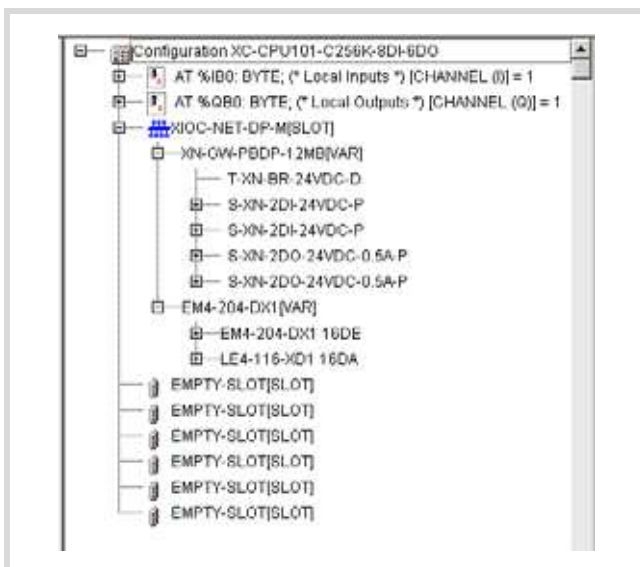 Configuration XC-CPU101-C256K-8DI-6DO
AT %IB0: BYTE; (* Local Inputs *) [CHANNEL (I)] = 1
AT %QB0: BYTE; (* Local Outputs *) [CHANNEL (Q)] = 1
XIOC-NET-DP-M[SLOT]
XN-GW-PBDP-12MB[VAR]
T-XN-BR-24VDC-D
S-XN-2DI-24VDC-P
S-XN-2DI-24VDC-P
S-XN-2DO-24VDC-0.5A-P
S-XN-2DO-24VDC-0.5A-P
EM4-204-DX1[VAR]
EM4-204-DX1 16DE
LE4-116-XD1 16DA
EMPTY-SLOT[SLOT]
EMPTY-SLOT[SLOT]
EMPTY-SLOT[SLOT]
EMPTY-SLOT[SLOT]
EMPTY-SLOT[SLOT]
EMPTY-SLOT[SLOT]